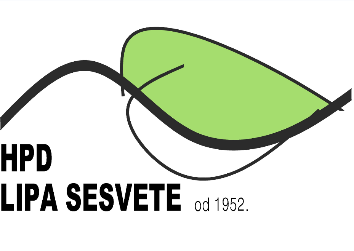 HPD
LIPA SESVETE od 1952.